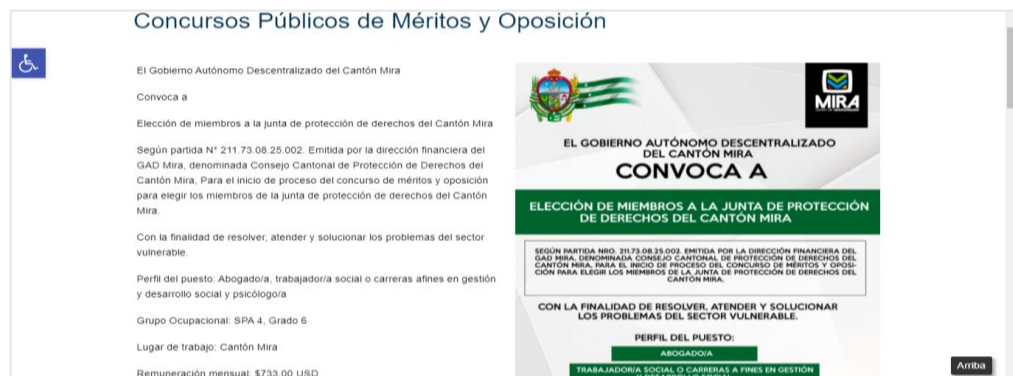 Concursos Públicos de Méritos y Oposición
El Gobierno Autónomo Descentralizado del Cantón Mira
Convoca a
Elección de miembros a la junta de protección de derechos del Cantón Mira
Según partida N° 211.73.08.25.002. Emitida por la dirección financiera del
GAD Mira, denominada Consejo Cantonal de Protección de Derechos del
Cantón Mira, Para el inicio de proceso del concurso de méritos y oposición
para elegir los miembros de la junta de protección de derechos del Cantón
Mira.
Con la finalidad de resolver, atender y solucionar los problemas del sector
vulnerable.
Perfil del puesto: Abogado/a, trabajador/a social o carreras afines en gestión
y desarrollo social y psicólogo/a
Grupo Ocupacional: SPA 4, Grado 6
Lugar de trabajo: Cantón Mira
Remuneración mensual: $733.00 USD
MIRA
EL GOBIERNO AUTÓNOMO DESCENTRALIZADO
DEL CANTÓN MIRA
CONVOCA A
ELECCIÓN DE MIEMBROS A LA JUNTA DE PROTECCIÓN
DE DERECHOS DEL CANTÓN MIRA
SEGÚN PARTIDA NRO. 211.73.08.25.002. EMITIDA POR LA DIRECCIÓN FINANCIERA DEL
GAD MIRA, DENOMINADA CONSEJO CANTONAL DE PROTECCIÓN DE DERECHOS DEL
CANTÓN MIRA, PARA EL INICIO DE PROCESO DEL CONCURSO DE MÉRITOS Y OPOSI-
CIÓN PARA ELEGIR LOS MIEMBROS DE LA JUNTA DE PROTECCIÓN DE DERECHOS DEL
CANTÓN MIRA.
CON LA FINALIDAD DE RESOLVER, ATENDER Y SOLUCIONAR
LOS PROBLEMAS DEL SECTOR VULNERABLE.
PERFIL DEL PUESTO:
ABOGADO/A
TRABAJADOR/A SOCIAL O CARRERAS A FINES EN GESTIÓN
Y DESARROLLO SOCIAL
Arriba